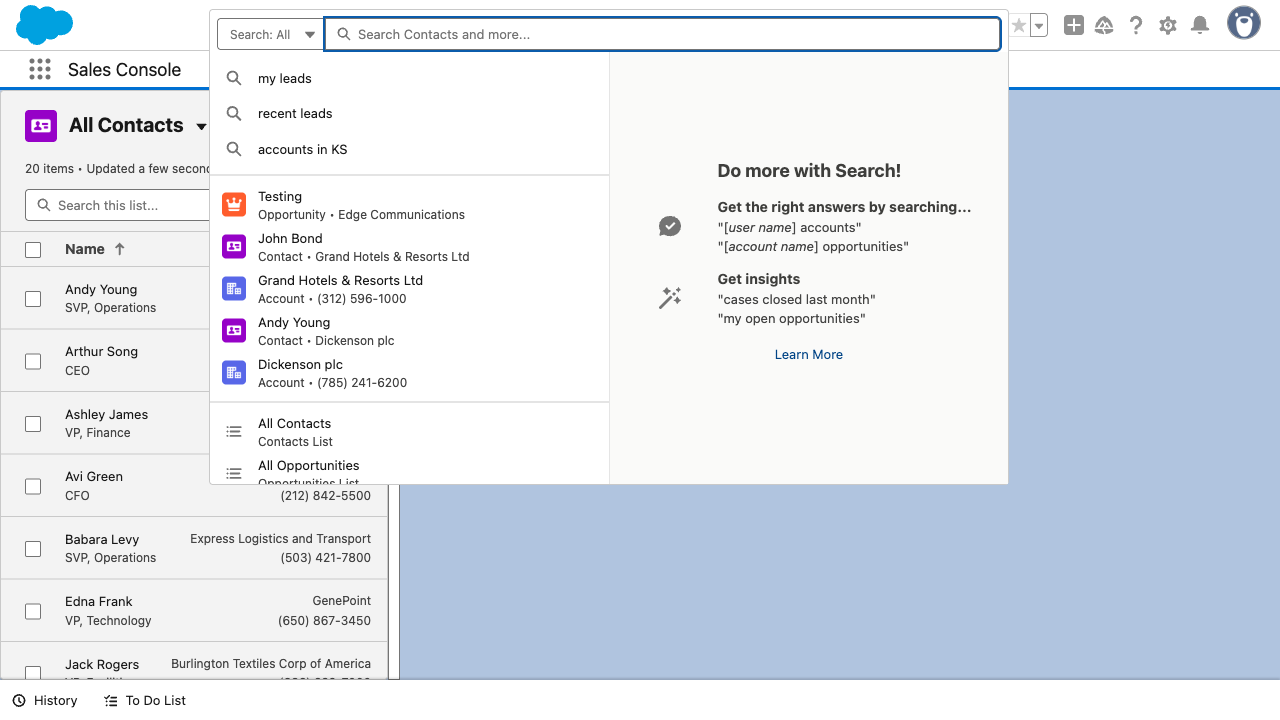 Search: All
Search Contacts and more...
Sales Console
my leads
recent leads
accounts in KS
Testing
Opportunity • Edge Communications
John Bond
Contact • Grand Hotels & Resorts Ltd
Grand Hotels & Resorts Ltd
Account • (312) 596-1000
Andy Young
Contact • Dickenson plc
Dickenson plc
Account • (785) 241-6200
All Contacts
Contacts List
All Opportunities
Opportunities List
Do more with Search!
Get the right answers by searching...
"[user name] accounts"
"[account name] opportunities"
Get insights
"cases closed last month"
"my open opportunities"
Learn More
All Contacts
20 items • Updated a few
Search this list...
Name
Andy Young
SVP, Operations
Arthur Song
CEO
Ashley James
VP, Finance
Avi Green
CFO
(212) 842-5500
Babara Levy
Express Logistics and Transport
SVP, Operations
(503) 421-7800
Edna Frank
GenePoint
VP, Technology
(650) 867-3450
Jack Rogers
Burlington Textiles Corp of America
History
To Do List